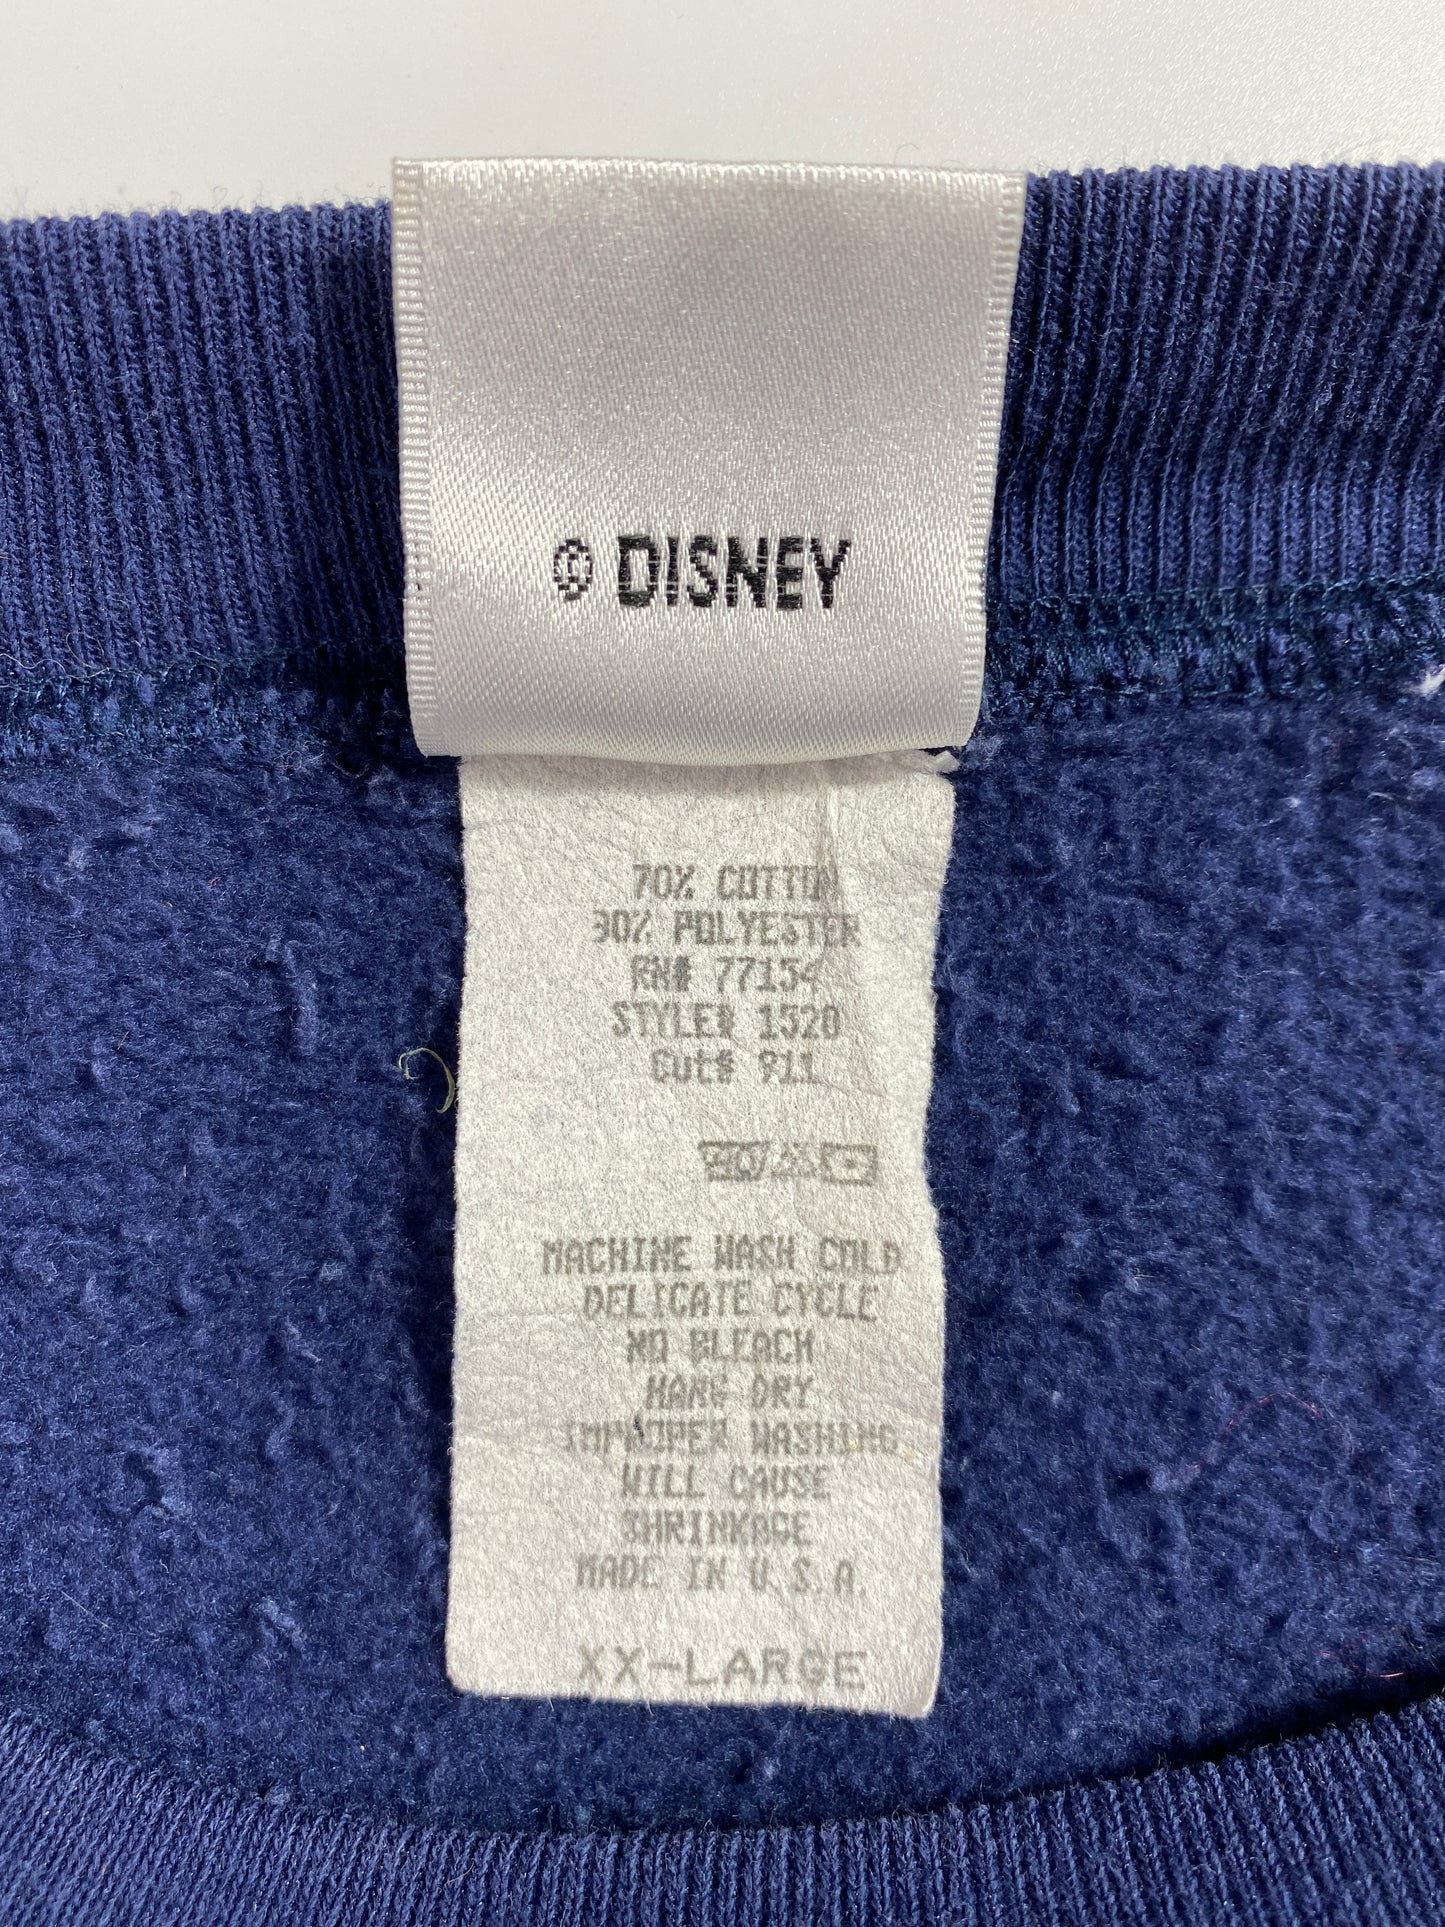 © DISNEY
70% COTTON
30% POLYESTER
RN# 77154
STYLE# 1520
Cut# 911
MACHINE WASH COLD
DELICATE CYCLE
NO BLEACH
HANG DRY
IMPROPER WASHING
WILL CAUSE
SHRINKAGE
MADE IN U.S.A.
XX-LARGE